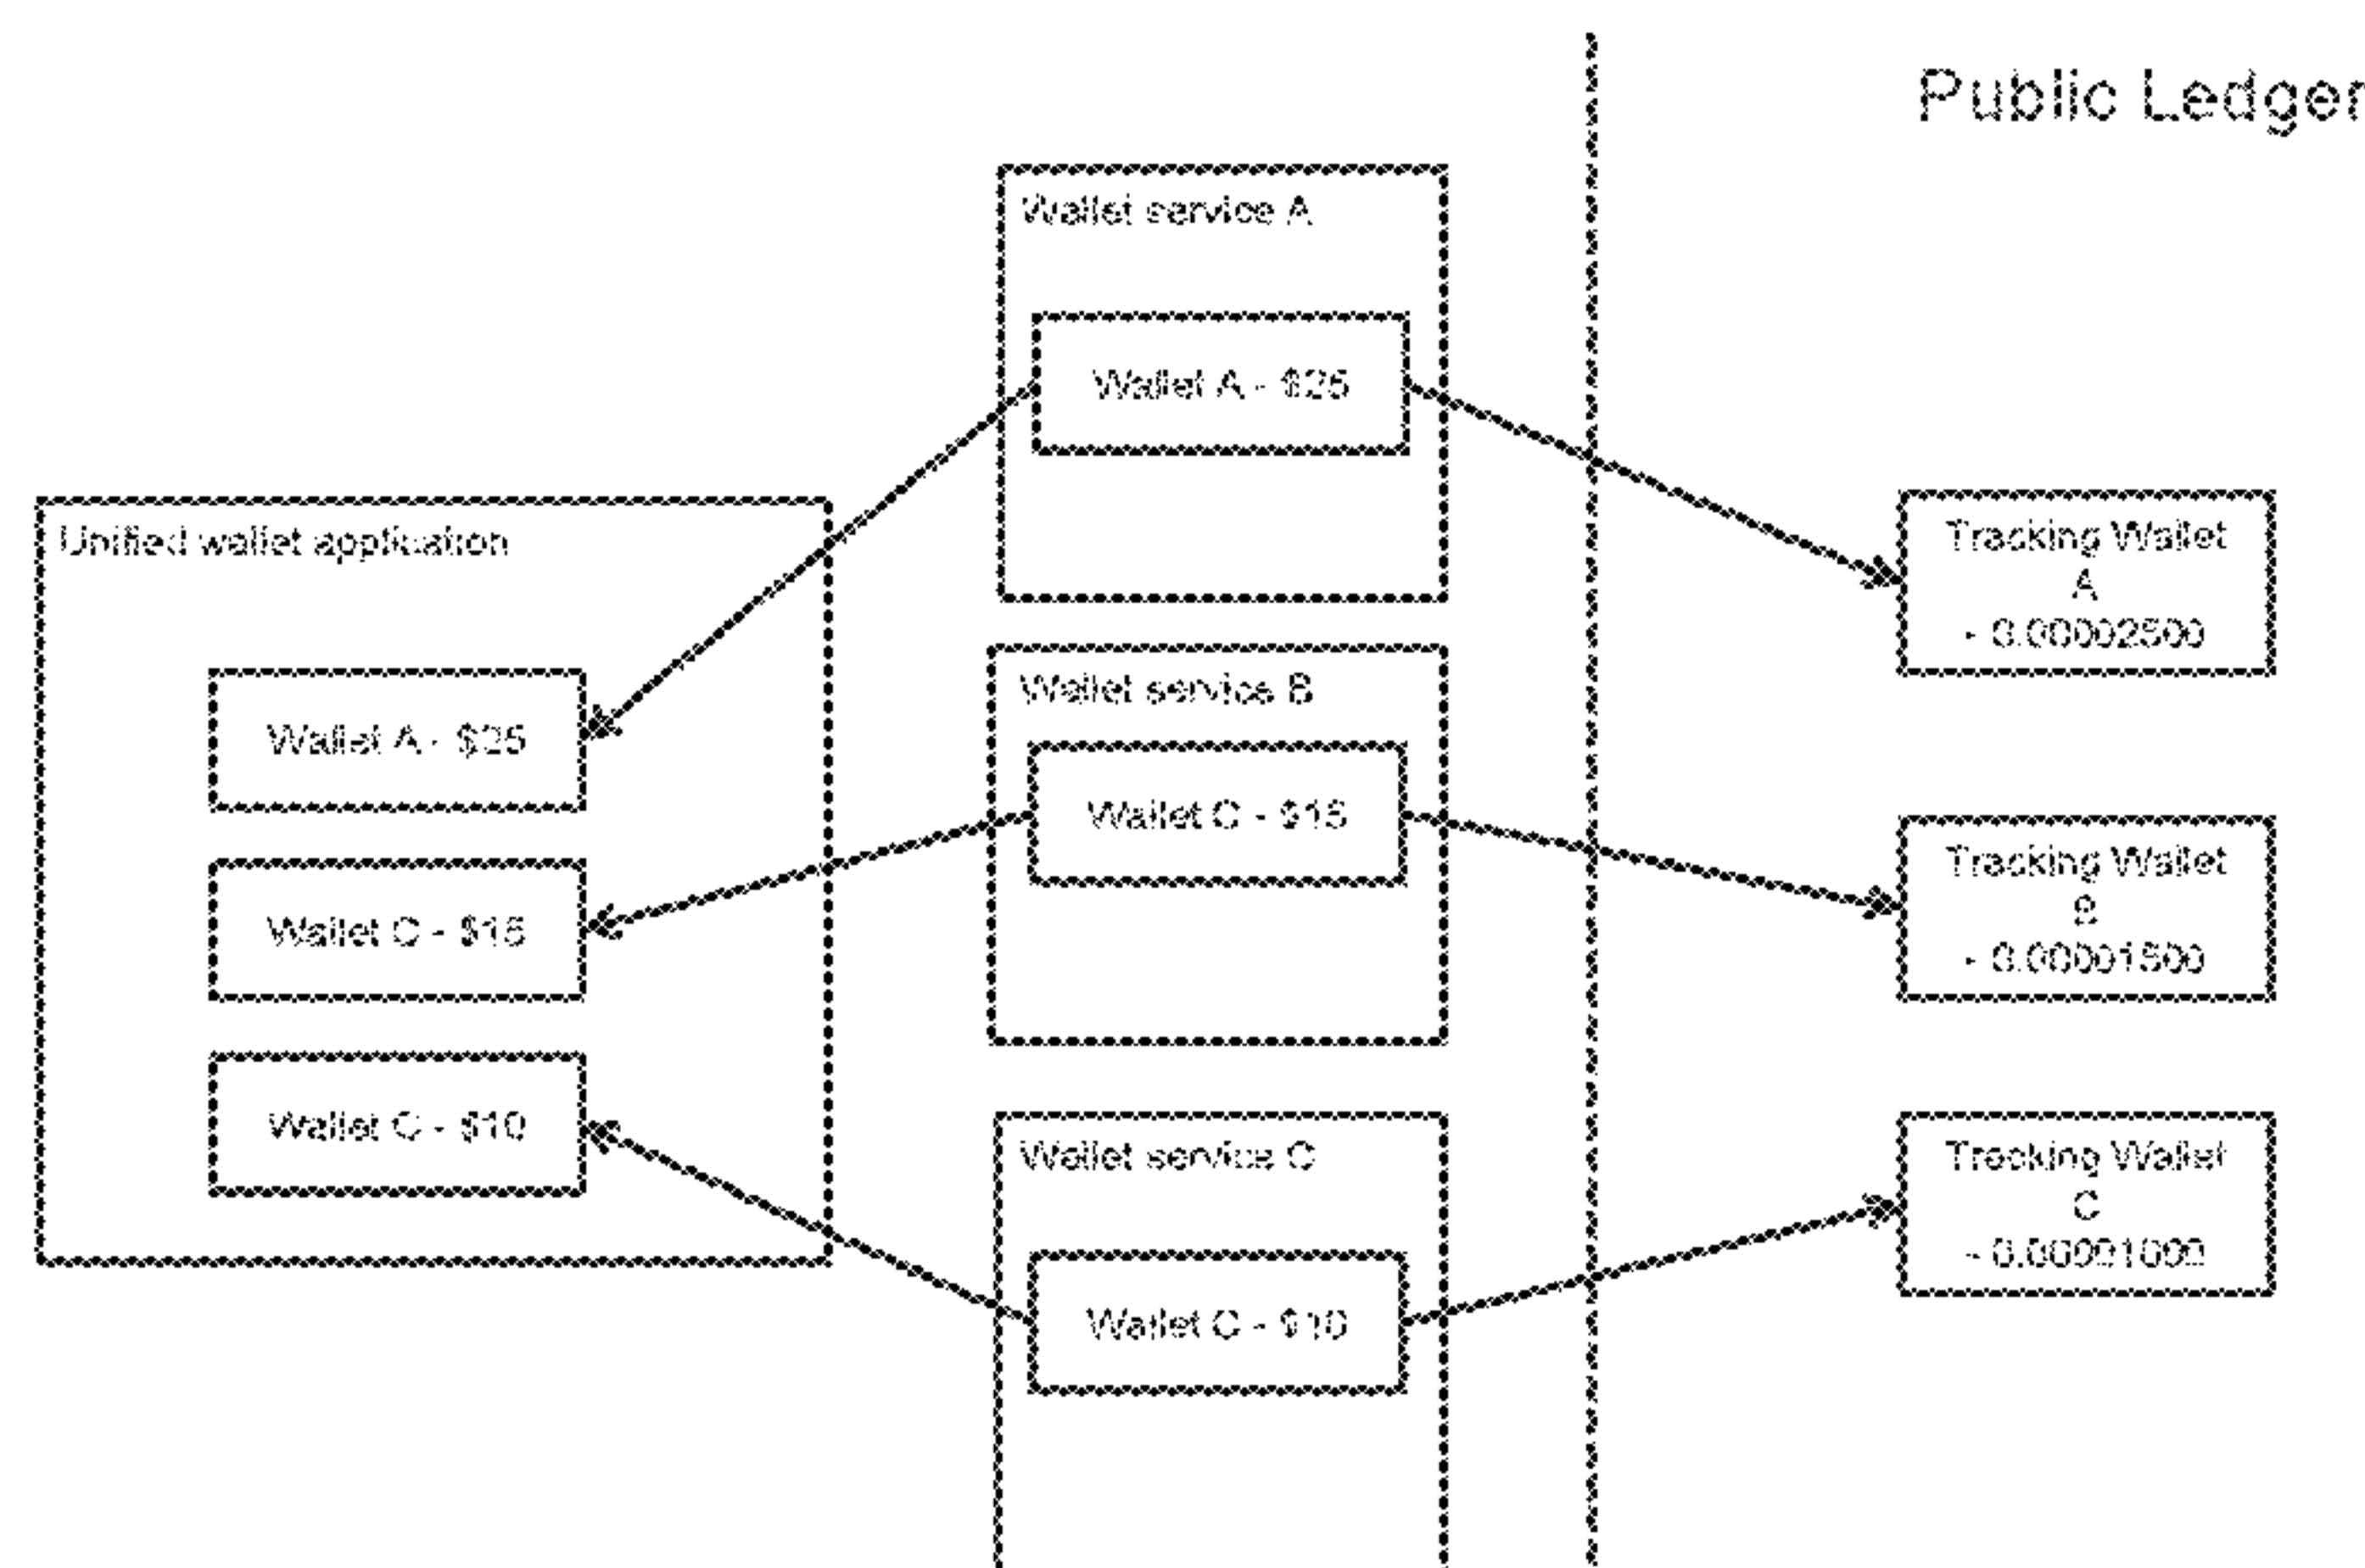 Public Ledger
Wallet service A
Wallet A - $25
Unified wallet application
Wallet A - $25
Wallet C - $15
Wallet C - $10
Wallet service B
Wallet C - $15
Wallet service C
Wallet C - $10
Tracking Wallet
A
- 0.00002500
Tracking Wallet
B
- 0.00001500
Tracking Wallet
C
- 0.00001000